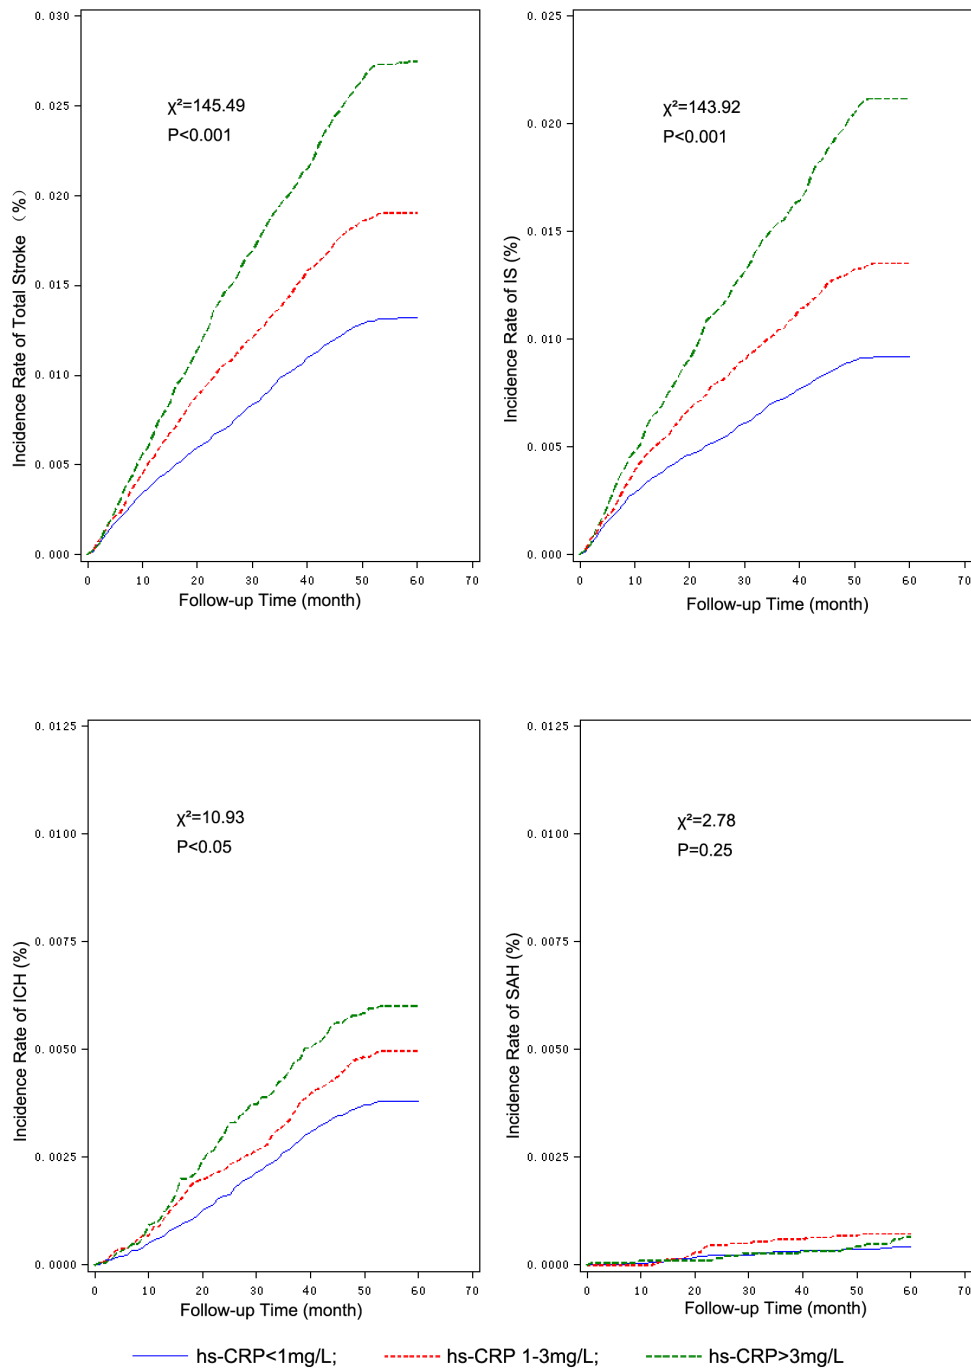 0.030
0.025
0.020
0.015
0.010
0.005
0.000
Incidence Rate of Total Stroke (%)
χ²=145.49
P<0.001
0 10 20 30 40 50 60 70
Follow-up Time (month)
0.025
0.020
0.015
0.010
0.005
0.000
Incidence Rate of IS (%)
χ²=143.92
P<0.001
0 10 20 30 40 50 60 70
Follow-up Time (month)
0.0125
0.0100
0.0075
0.0050
0.0025
0.0000
Incidence Rate of ICH (%)
χ²=10.93
P<0.05
0 10 20 30 40 50 60 70
Follow-up Time (month)
0.0125
0.0100
0.0075
0.0050
0.0025
0.0000
Incidence Rate of SAH (%)
χ²=2.78
P=0.25
0 10 20 30 40 50 60 70
Follow-up Time (month)
hs-CRP<1mg/L; hs-CRP 1-3mg/L; hs-CRP>3mg/L